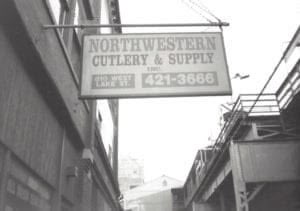 NORTHWESTERN
CUTLERY & SUPPLY
INC.
810 WEST
LAKE ST.
421-3666